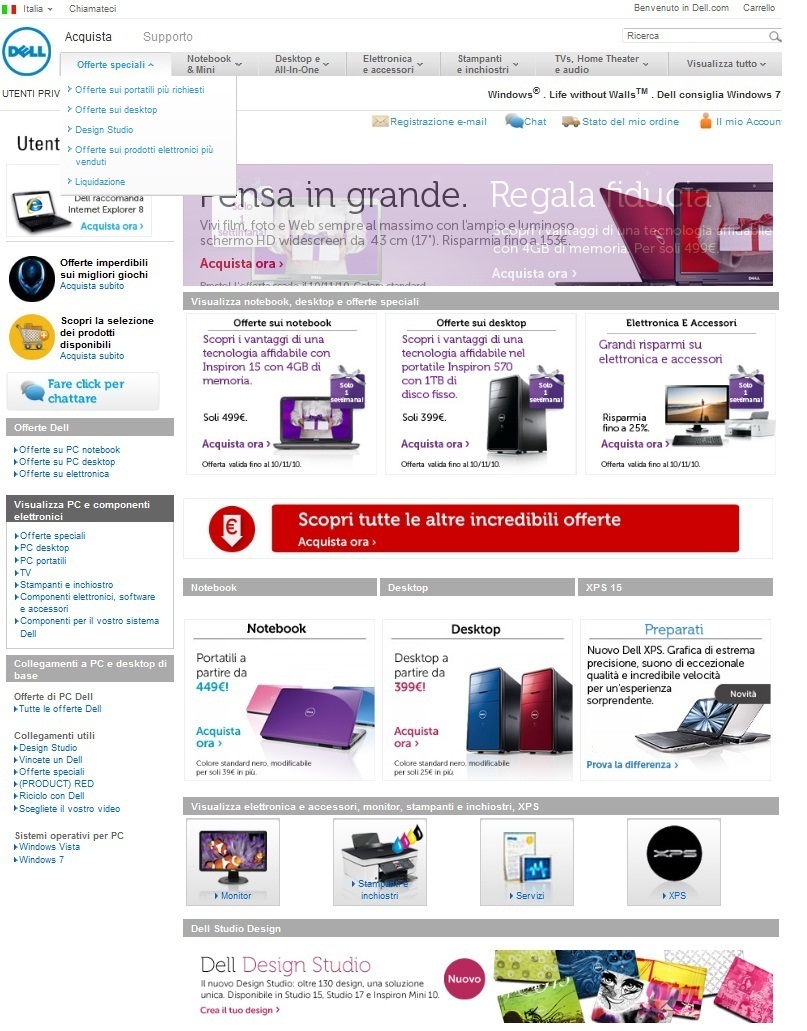 Italia
Chiamateci
Benvenuto in Dell.com
Carrello
DELL
Acquista
Supporto
Ricerca
Offerte speciali
Notebook
& Mini
Desktop e
All-In-One
Elettronica
e accessori
Stampanti
e inchiostri
TVs, Home Theater
e audio
Visualizza tutto
Offerte sui portatili più richiesti
Offerte sui desktop
Design Studio
Offerte sui prodotti elettronici più
venduti
Liquidazione
UTENTI PRIV
Windows® . Life without Walls™ . Dell consiglia Windows 7
Registrazione e-mail
Chat
Stato del mio ordine
Il mio Accoun
Utent
Dell raccomanda
Internet Explorer 8
Acquista ora
Pensa in grande.
Regala fiducia
Vivi film, foto e Web sempre al massimo con l'ampio e luminoso
schermo HD widescreen da 43 cm (17"). Risparmia fino a 153€.
Scopri i vantaggi di una tecnologia affidabile
con 4GB di memoria. Per soli 499€
Acquista ora
Acquista ora
Offerte imperdibili
sui migliori giochi
Acquista subito
Scopri la selezione
dei prodotti
disponibili
Acquista subito
Fare click per
chattare
Offerte Dell
Offerte su PC notebook
Offerte su PC desktop
Offerte su elettronica
Visualizza PC e componenti
elettronici
Offerte speciali
PC desktop
PC portatili
TV
Stampanti e inchiostro
Componenti elettronici, software
e accessori
Componenti per il vostro sistema
Dell
Collegamenti a PC e desktop di
base
Offerte di PC Dell
Tutte le offerte Dell
Collegamenti utili
Design Studio
Vincete un Dell
Offerte speciali
(PRODUCT) RED
Riciclo con Dell
Scegliete il vostro video
Sistemi operativi per PC
Windows Vista
Windows 7
Visualizza notebook, desktop e offerte speciali
Offerte sui notebook
Scopri i vantaggi di una
tecnologia affidabile con
Inspiron 15 con 4GB di
memoria.
Solo
1
settimana!
Soli 499€.
Acquista ora
Offerta valida fino al 10/11/10.
Offerte sui desktop
Scopri i vantaggi di una
tecnologia affidabile nel
portatile Inspiron 570
con 1TB di
disco fisso.
Solo
1
settimana!
Soli 399€.
Acquista ora
Offerta valida fino al 10/11/10.
Elettronica E Accessori
Grandi risparmi su
elettronica e accessori
Solo
1
settimana!
Risparmia
fino a 25%.
Acquista ora
Offerta valida fino al 10/11/10.
€
Scopri tutte le altre incredibili offerte
Acquista ora
Notebook
Desktop
XPS 15
Notebook
Portatili a
partire da
449€!
Acquista
ora
Colore standard nero, modificabile
per soli 39€ in più.
Desktop
Desktop a
partire da
399€!
Acquista
ora
Colore standard nero, modificabile
per soli 25€ in più.
Preparati
Nuovo Dell XPS. Grafica di estrema
precisione, suono di eccezionale
qualità e incredibile velocità
per un'esperienza
sorprendente.
Novità
Prova la differenza
Visualizza elettronica e accessori, monitor, stampanti e inchiostri, XPS
Monitor
Stampanti e
inchiostri
Servizi
XPS
XPS
Dell Studio Design
Dell Design Studio
Il nuovo Design Studio: oltre 130 design, una soluzione
unica. Disponibile in Studio 15, Studio 17 e Inspiron Mini 10.
Crea il tuo design
Nuovo